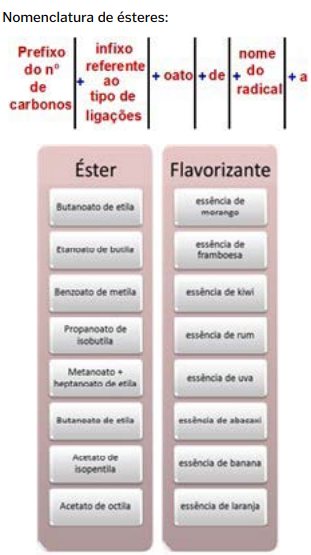 Nomenclatura de ésteres:
Prefixo do nº de carbonos + infixo referente ao tipo de ligações + oato + de + nome do radical + a
Éster Flavorizante
Butanoato de etila essência de morango
Etanoato de butila essência de framboesa
Benzoato de metila essência de kiwi
Propanoato de isobutila essência de rum
Metanoato + heptanoato de etila essência de uva
Butanoato de etila essência de abacaxi
Acetato de isopentila essência de banana
Acetato de octila essência de laranja